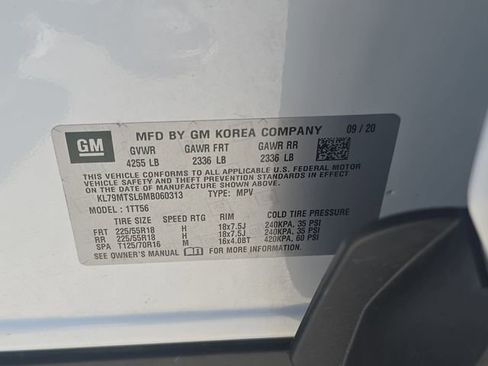 GM
MFD BY GM KOREA COMPANY 09 / 20
GVWR GAWR FRT GAWR RR
4255 LB 2336 LB 2336 LB
THIS VEHICLE CONFORMS TO ALL APPLICABLE U.S. FEDERAL MOTOR
VEHICLE SAFETY AND THEFT PREVENTION STANDARDS IN EFFECT ON
THE DATE OF MANUFACTURE SHOWN ABOVE.
KL79MTSL6MB060313 TYPE: MPV
MODEL : 1TT56
TIRE SIZE SPEED RTG RIM COLD TIRE PRESSURE
FRT 225/55R18 H 18x7.5J 240KPA, 35 PSI
RR 225/55R18 H 18x7.5J 240KPA, 35 PSI
SPA T125/70R16 M 16x4.0BT 420KPA, 60 PSI
SEE OWNER'S MANUAL FOR MORE INFORMATION.